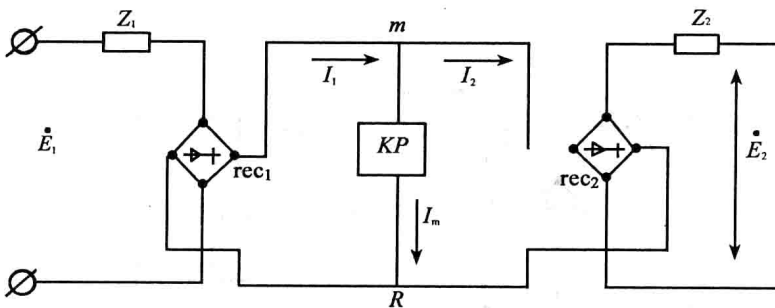 Z₁
m
Z₂
I₁
I₂
Ė₁
KP
Ė₂
rec₁
rec₂
Iₘ
R